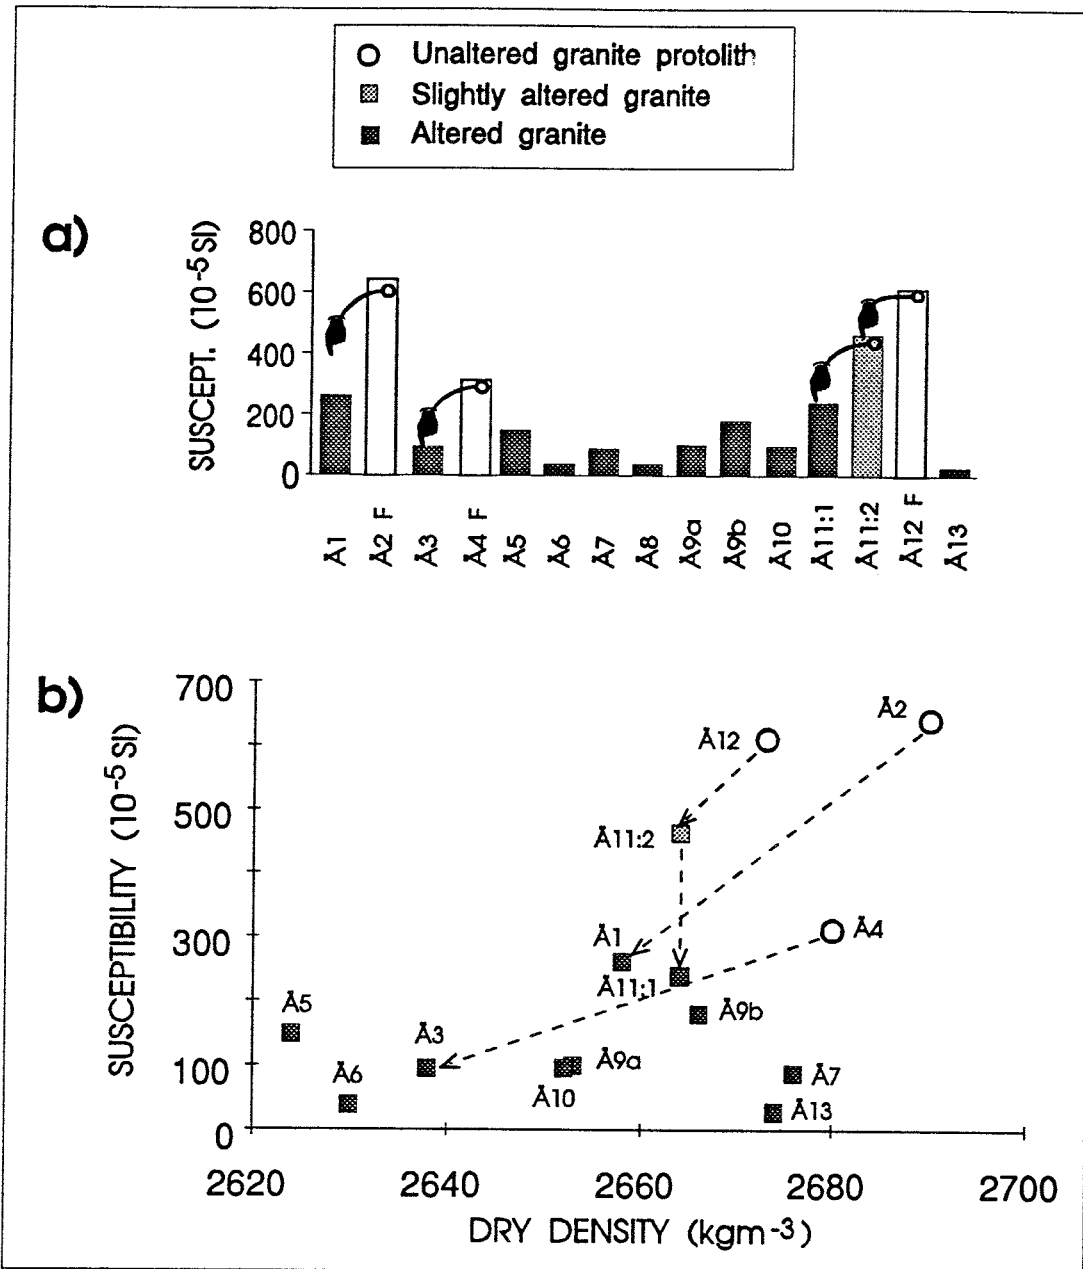 Unaltered granite protolith
Slightly altered granite
Altered granite
a)
SUSCEPT. (10⁻⁵ SI)
800
600
400
200
0
Å1
Å2 F
Å3
Å4 F
Å5
Å6
Å7
Å8
Å9a
Å9b
Å10
Å11:1
Å11:2
Å12 F
Å13
b)
SUSCEPTIBILITY (10⁻⁵ SI)
700
500
300
100
0
Å2
Å12
Å11:2
Å4
Å1
Å11:1
Å9b
Å5
Å3
Å9a
Å6
Å10
Å7
Å13
2620 2640 2660 2680 2700
DRY DENSITY (kgm⁻³)